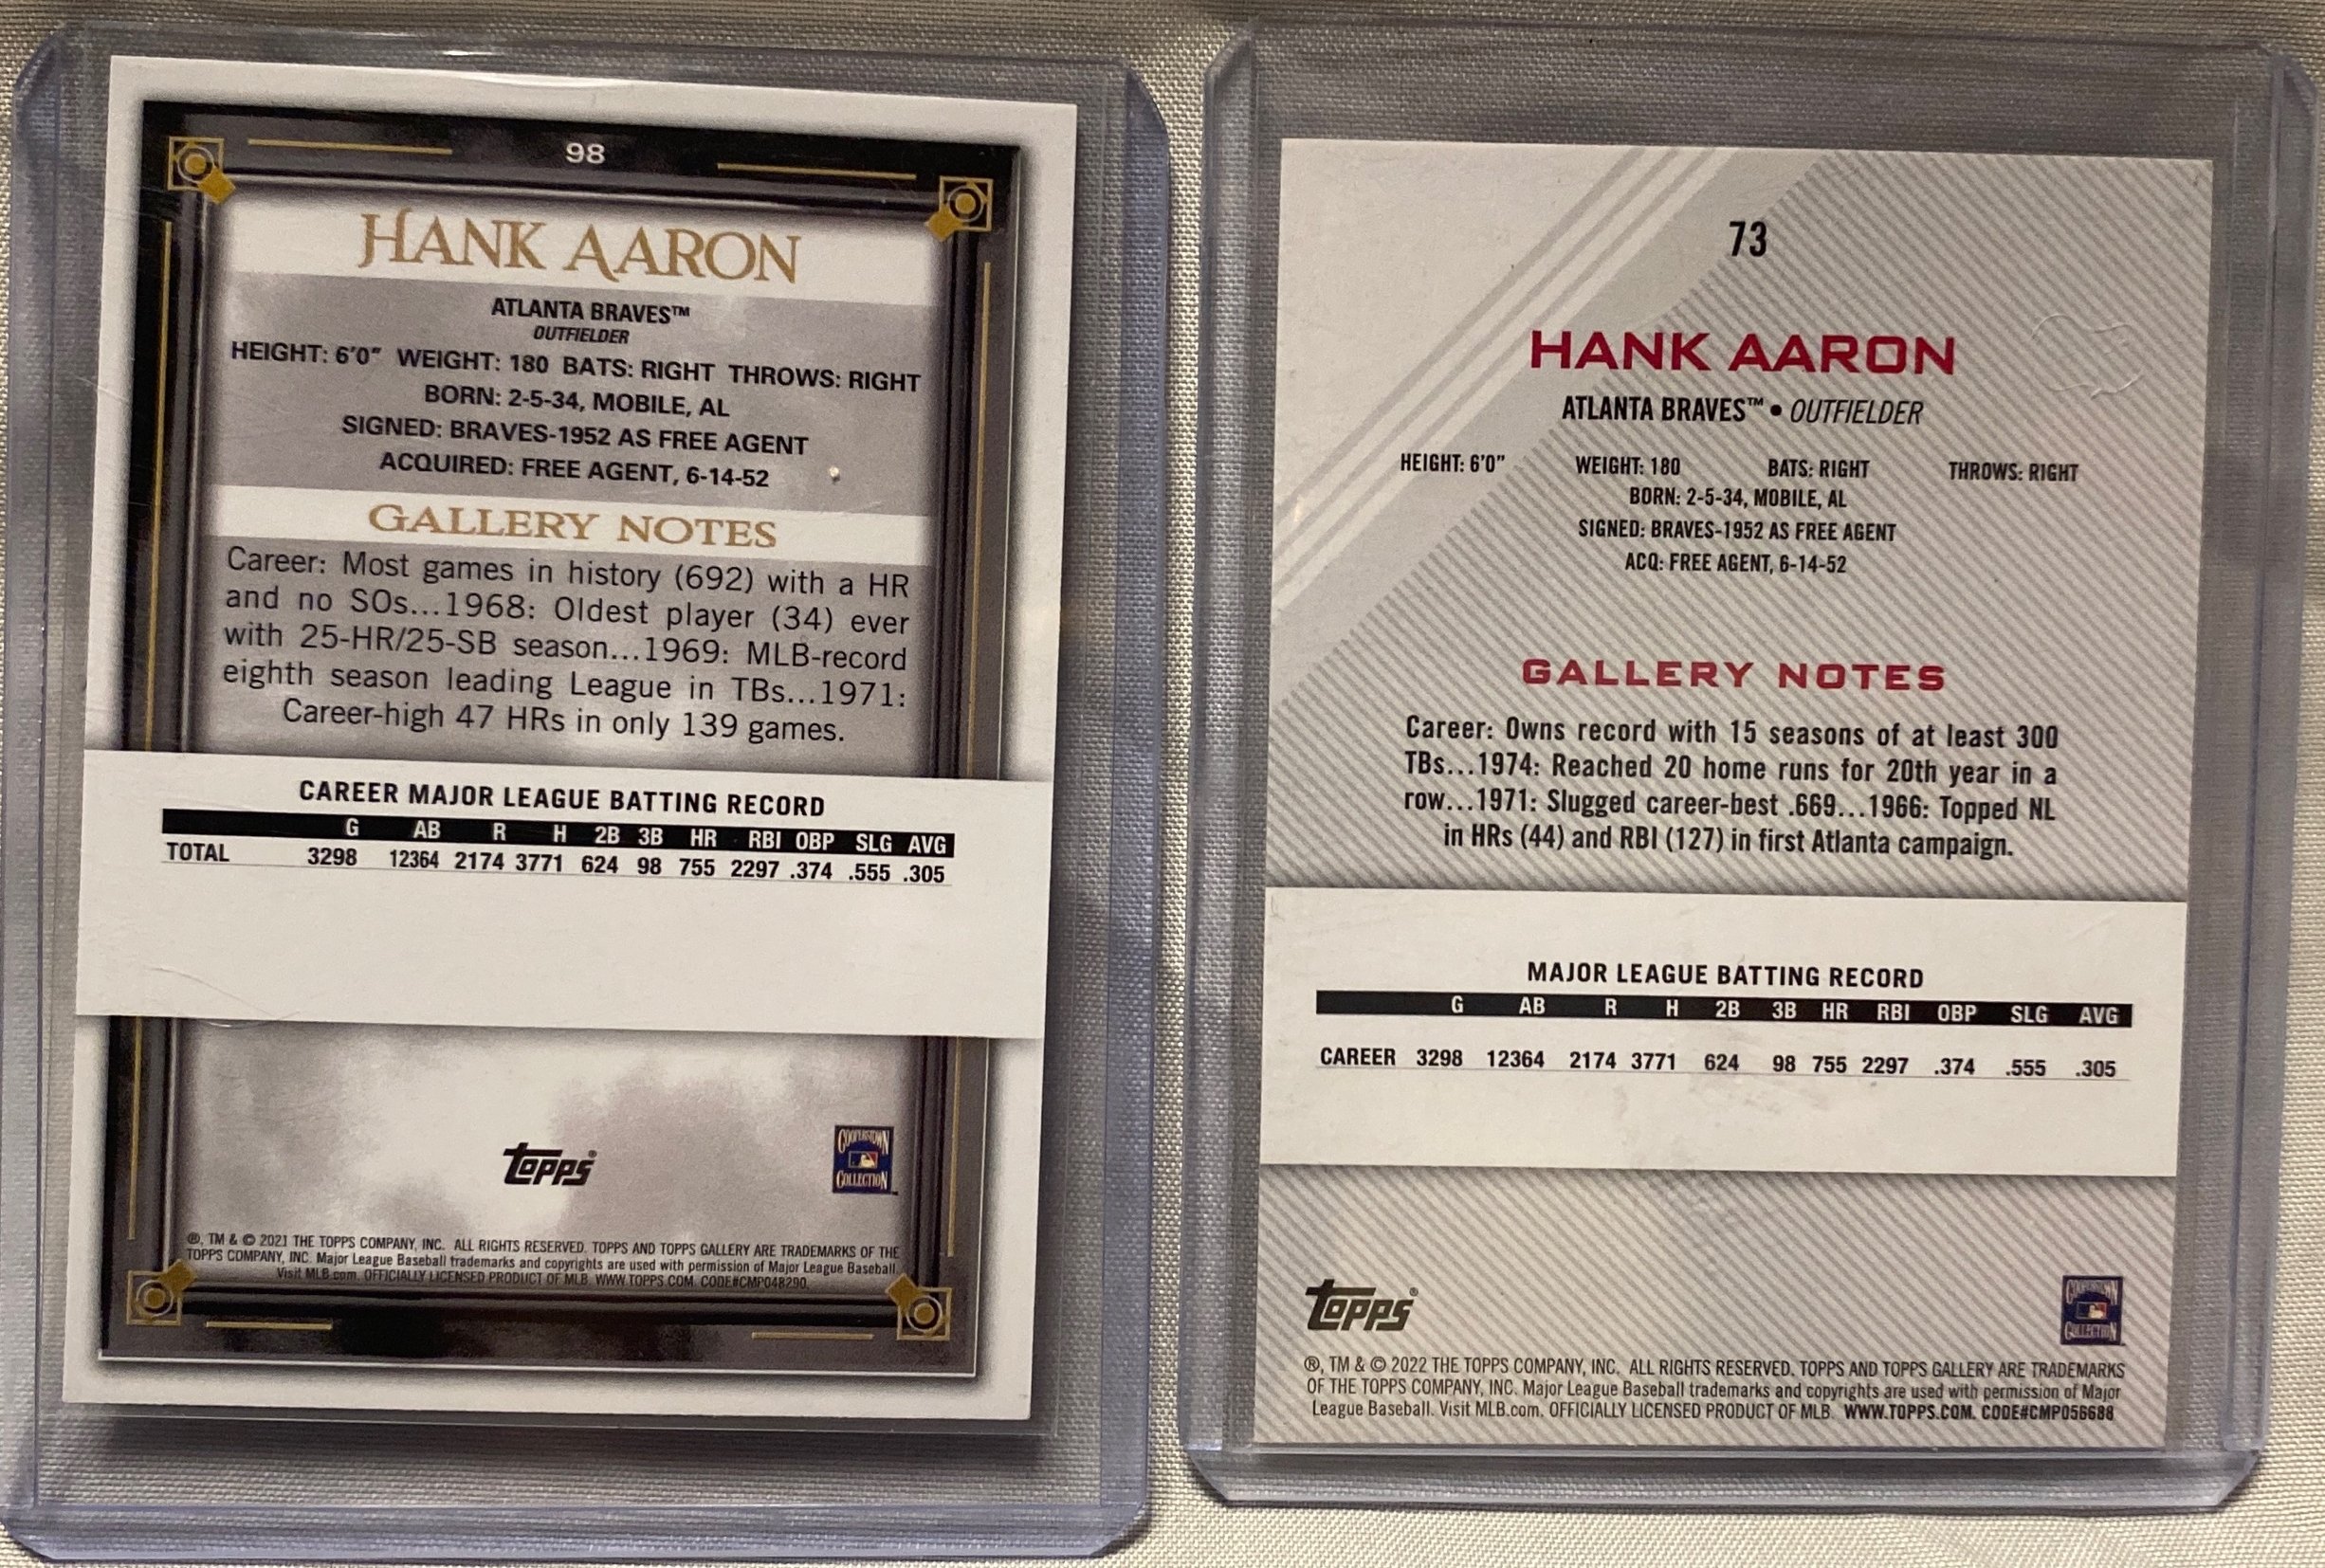 98
HANK AARON
ATLANTA BRAVES™
OUTFIELDER
HEIGHT: 6'0" WEIGHT: 180 BATS: RIGHT THROWS: RIGHT
BORN: 2-5-34, MOBILE, AL
SIGNED: BRAVES-1952 AS FREE AGENT
ACQUIRED: FREE AGENT, 6-14-52
GALLERY NOTES
Career: Most games in history (692) with a HR
and no SOs...1968: Oldest player (34) ever
with 25-HR/25-SB season...1969: MLB-record
eighth season leading League in TBs...1971:
Career-high 47 HRs in only 139 games.
CAREER MAJOR LEAGUE BATTING RECORD
G AB R H 2B 3B HR RBI OBP SLG AVG
TOTAL 3298 12364 2174 3771 624 98 755 2297 .374 .555 .305
topps®
COOPERSTOWN
COLLECTION™
®, TM & © 2021 THE TOPPS COMPANY, INC. ALL RIGHTS RESERVED. TOPPS AND TOPPS GALLERY ARE TRADEMARKS OF THE
TOPPS COMPANY, INC. Major League Baseball trademarks and copyrights are used with permission of Major League Baseball.
Visit MLB.com. OFFICIALLY LICENSED PRODUCT OF MLB. WWW.TOPPS.COM. CODE#CMP048290.
73
HANK AARON
ATLANTA BRAVES™ • OUTFIELDER
HEIGHT: 6'0" WEIGHT: 180 BATS: RIGHT THROWS: RIGHT
BORN: 2-5-34, MOBILE, AL
SIGNED: BRAVES-1952 AS FREE AGENT
ACQ: FREE AGENT, 6-14-52
GALLERY NOTES
Career: Owns record with 15 seasons of at least 300
TBs...1974: Reached 20 home runs for 20th year in a
row...1971: Slugged career-best .669...1966: Topped NL
in HRs (44) and RBI (127) in first Atlanta campaign.
MAJOR LEAGUE BATTING RECORD
G AB R H 2B 3B HR RBI OBP SLG AVG
CAREER 3298 12364 2174 3771 624 98 755 2297 .374 .555 .305
topps®
COOPERSTOWN
COLLECTION
®, TM & © 2022 THE TOPPS COMPANY, INC. ALL RIGHTS RESERVED. TOPPS AND TOPPS GALLERY ARE TRADEMARKS
OF THE TOPPS COMPANY, INC. Major League Baseball trademarks and copyrights are used with permission of Major
League Baseball. Visit MLB.com. OFFICIALLY LICENSED PRODUCT OF MLB. WWW.TOPPS.COM. CODE#CMP056688